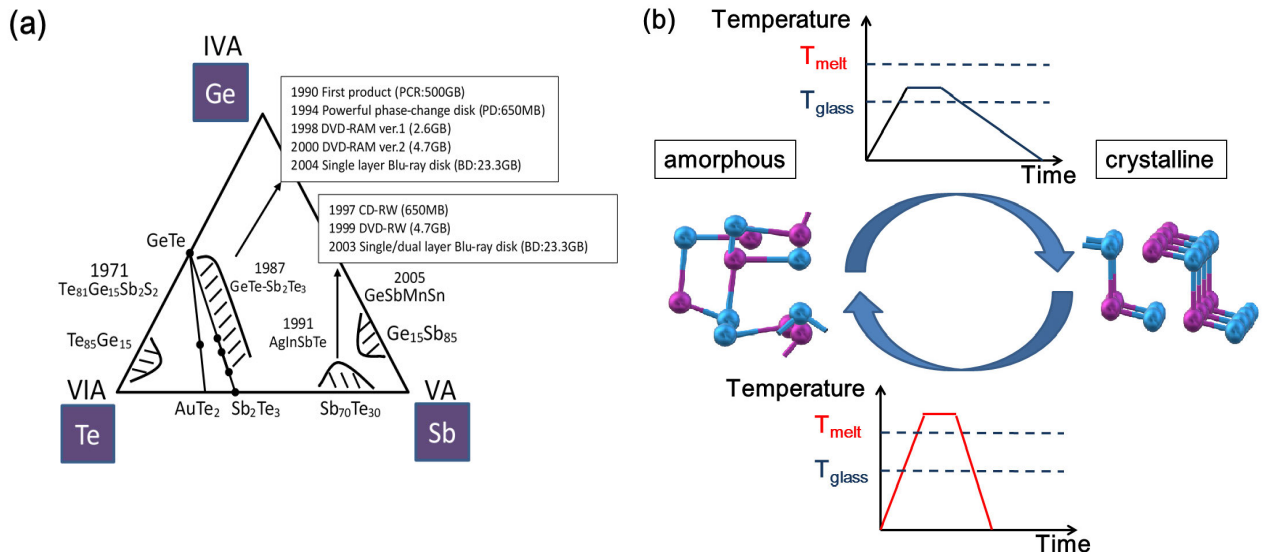 (a)
IVA
Ge
1990 First product (PCR:500GB)
1994 Powerful phase-change disk (PD:650MB)
1998 DVD-RAM ver.1 (2.6GB)
2000 DVD-RAM ver.2 (4.7GB)
2004 Single layer Blu-ray disk (BD:23.3GB)
1997 CD-RW (650MB)
1999 DVD-RW (4.7GB)
2003 Single/dual layer Blu-ray disk (BD:23.3GB)
GeTe
1971
Te₈₁Ge₁₅Sb₂S₂
1987
GeTe-Sb₂Te₃
2005
GeSbMnSn
1991
AgInSbTe
Te₈₅Ge₁₅
Ge₁₅Sb₈₅
VIA
Te
AuTe₂
Sb₂Te₃
Sb₇₀Te₃₀
VA
Sb
(b)
Temperature
T melt
T glass
Time
amorphous
crystalline
Temperature
T melt
T glass
Time